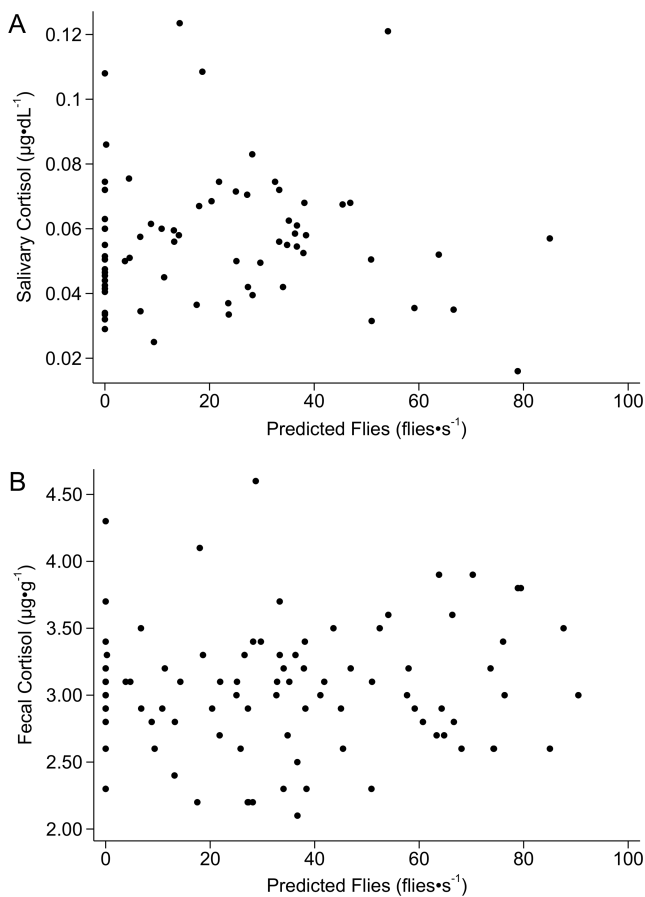 A
0.12
0.1
0.08
0.06
0.04
0.02
Salivary Cortisol (µg•dL⁻¹)
0 20 40 60 80 100
Predicted Flies (flies•s⁻¹)
B
4.50
4.00
3.50
3.00
2.50
2.00
Fecal Cortisol (µg•g⁻¹)
0 20 40 60 80 100
Predicted Flies (flies•s⁻¹)